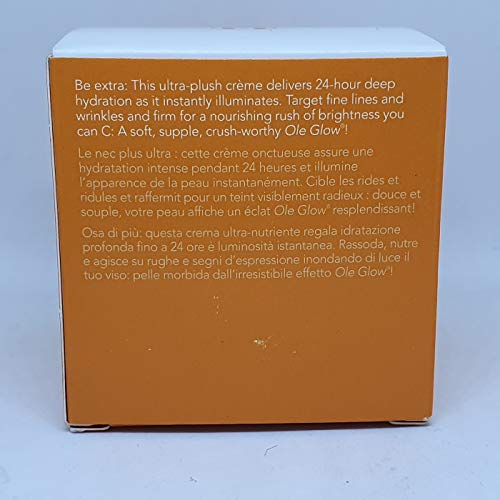 Be extra: This ultra-plush crème delivers 24-hour deep
hydration as it instantly illuminates. Target fine lines and
wrinkles and firm for a nourishing rush of brightness you
can C: A soft, supple, crush-worthy Ole Glow®!
Le nec plus ultra : cette crème onctueuse assure une
hydratation intense pendant 24 heures et illumine
l'apparence de la peau instantanément. Cible les rides et
ridules et raffermit pour un teint visiblement radieux : douce et
souple, votre peau affiche un éclat Ole Glow® resplendissant!
Osa di più: questa crema ultra-nutriente regala idratazione
profonda fino a 24 ore è luminosità istantanea. Rassoda, nutre
e agisce su rughe e segni d'espressione inondando di luce il
tuo viso: pelle morbida dall'irresistibile effetto Ole Glow®!